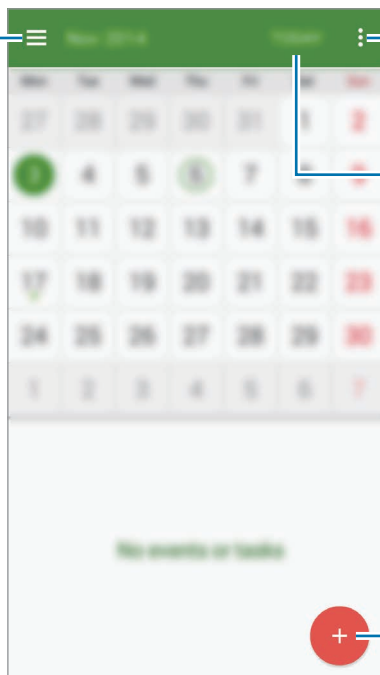 Nov 2014 TODAY
Mon Tue Wed Thu Fri Sat Sun
27 28 29 30 31 1 2
3 4 5 6 7 8 9
10 11 12 13 14 15 16
17 18 19 20 21 22 23
24 25 26 27 28 29 30
1 2 3 4 5 6 7
No events or tasks